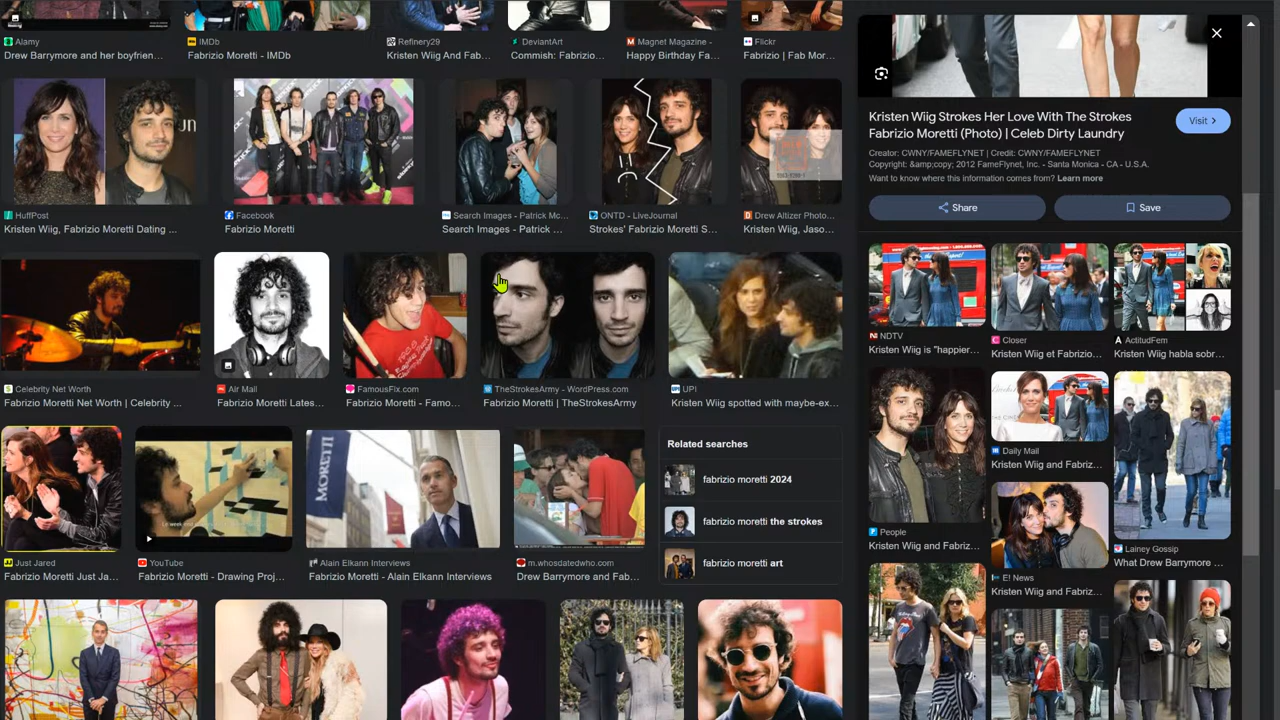 Alamy
Drew Barrymore and her boyfrien...
IMDb
Fabrizio Moretti - IMDb
Refinery29
Kristen Wiig And Fab...
DeviantArt
Commish: Fabrizio...
Magnet Magazine -
Happy Birthday Fa...
Flickr
Fabrizio | Fab Mor...
HuffPost
Kristen Wiig, Fabrizio Moretti Dating ...
Facebook
Fabrizio Moretti
Search Images - Patrick Mc...
Search Images - Patrick ...
ONTD - LiveJournal
Strokes' Fabrizio Moretti S...
Drew Altizer Photo...
Kristen Wiig, Jaso...
Celebrity Net Worth
Fabrizio Moretti Net Worth | Celebrity ...
Air Mail
Fabrizio Moretti Lates...
FamousFix.com
Fabrizio Moretti - Famo...
TheStrokesArmy - WordPress.com
Fabrizio Moretti | TheStrokesArmy
UPI
Kristen Wiig spotted with maybe-ex...
MORETTI
Just Jared
Fabrizio Moretti Just Ja...
YouTube
Fabrizio Moretti - Drawing Proj...
Alain Elkann Interviews
Fabrizio Moretti - Alain Elkann Interviews
m.whosdatedwho.com
Drew Barrymore and Fab...
Related searches
fabrizio moretti 2024
fabrizio moretti the strokes
fabrizio moretti art
Kristen Wiig Strokes Her Love With The Strokes
Fabrizio Moretti (Photo) | Celeb Dirty Laundry
Visit
Creator: CWNY/FAMEFLYNET | Credit: CWNY/FAMEFLYNET
Copyright: &amp;copy; 2012 FameFlynet, Inc. - Santa Monica - CA - U.S.A.
Want to know where this information comes from? Learn more
Share
Save
NDTV
Kristen Wiig is "happier...
Closer
Kristen Wiig et Fabrizio...
ActitudFem
Kristen Wiig habla sobr...
People
Kristen Wiig and Fabriz...
Daily Mail
Kristen Wiig and Fabriz...
E! News
Kristen Wiig and Fabriz...
Lainey Gossip
What Drew Barrymore ...